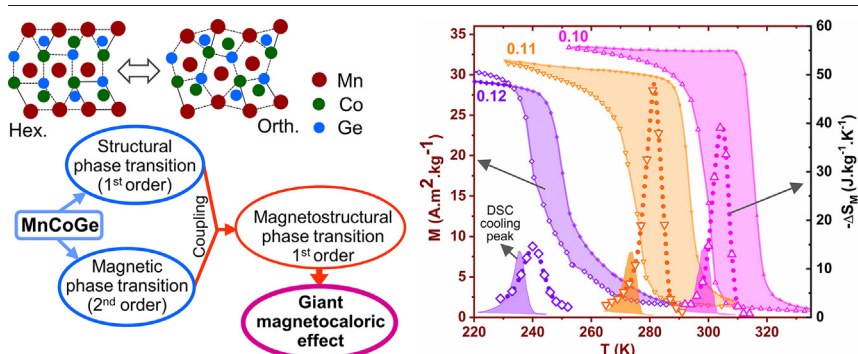 Mn
Co
Ge
Hex.
Orth.
Structural
phase transition
(1st order)
MnCoGe
Magnetic
phase transition
(2nd order)
Coupling
Magnetostructural
phase transition
1st order
Giant
magnetocaloric
effect
0.10
0.11
0.12
DSC
cooling
peak
M (A.m2.kg-1)
35
30
25
20
15
10
5
0
-ΔSM (J.kg-1.K-1)
60
50
40
30
20
10
0
220 240 260 280 300 320
T (K)